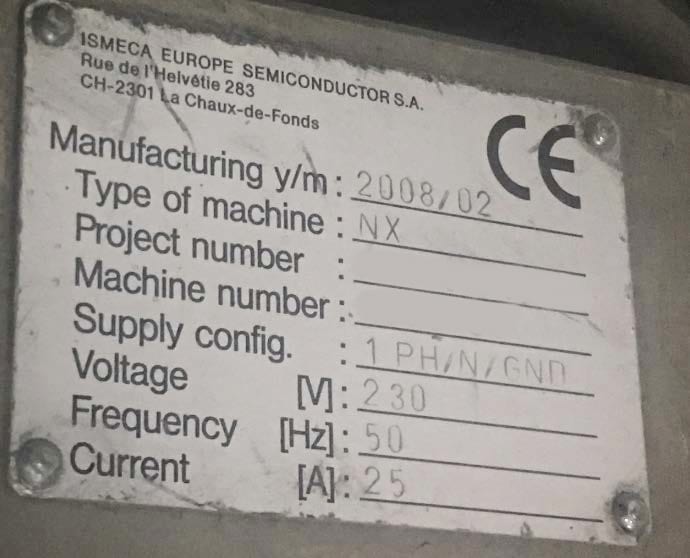 ISMECA EUROPE SEMICONDUCTOR S.A.
Rue de l'Helvétie 283
CH-2301 La Chaux-de-Fonds
CE
Manufacturing y/m : 2008/02
Type of machine : NX
Project number :
Machine number :
Supply config. : 1 PH/N/GND
Voltage [V] : 230
Frequency [Hz] : 50
Current [A] : 25